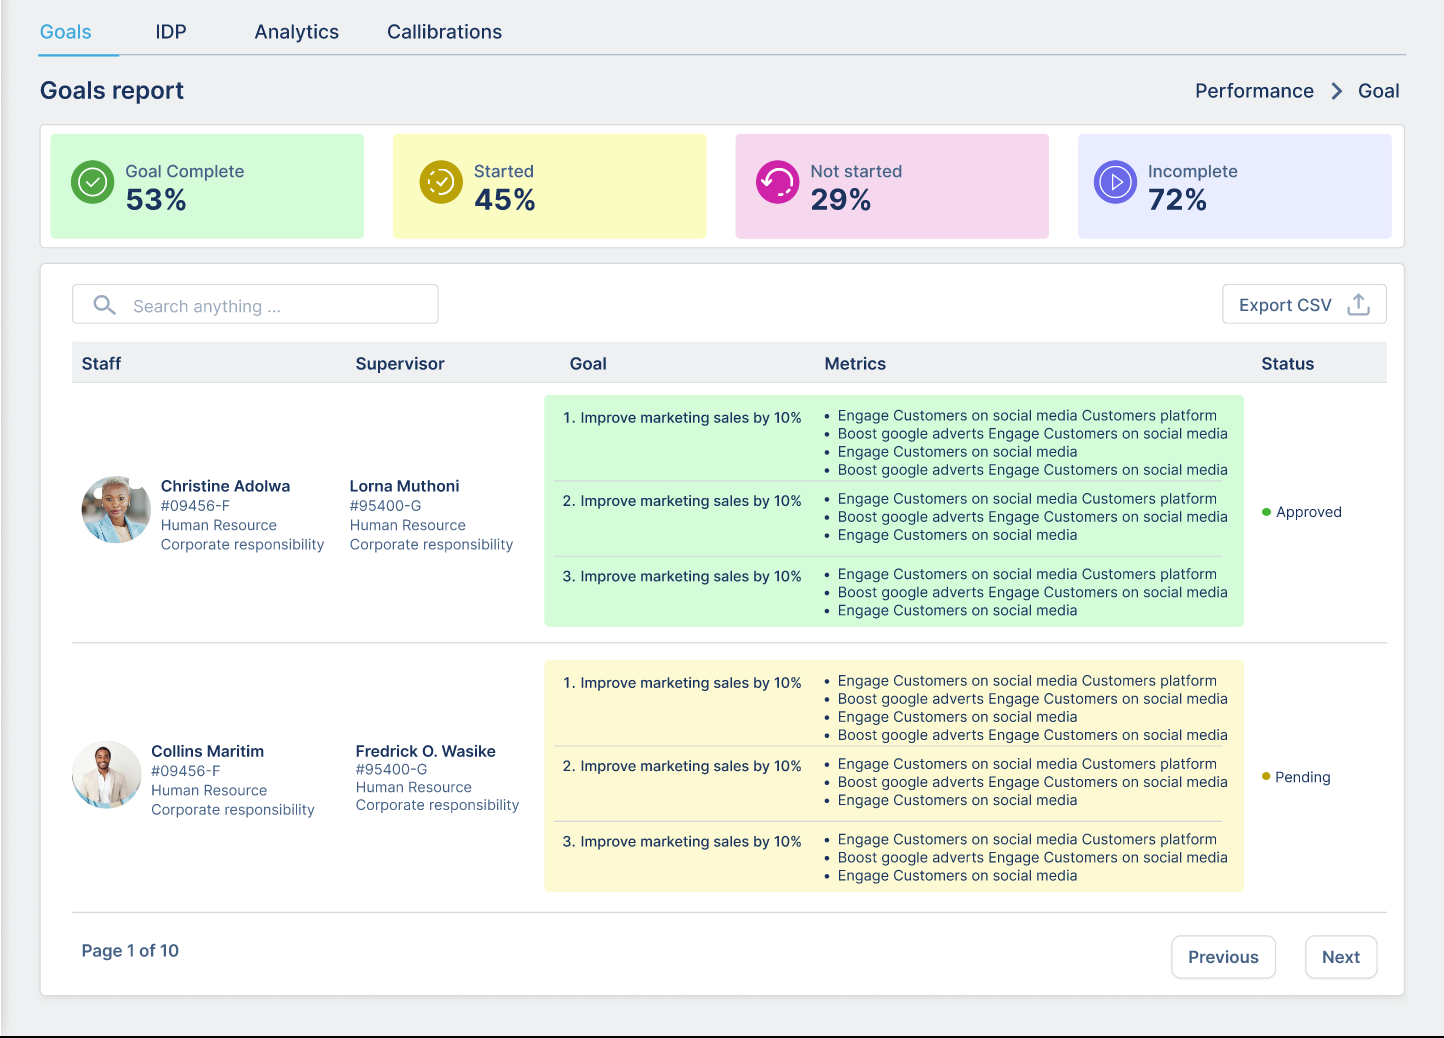 Goals IDP Analytics Callibrations
Goals report
Performance Goal
Goal Complete
53%
Started
45%
Not started
29%
Incomplete
72%
Search anything ...
Export CSV
Staff Supervisor Goal Metrics Status
Christine Adolwa
#09456-F
Human Resource
Corporate responsibility
Lorna Muthoni
#95400-G
Human Resource
Corporate responsibility
1. Improve marketing sales by 10%
• Engage Customers on social media Customers platform
• Boost google adverts Engage Customers on social media
• Engage Customers on social media
• Boost google adverts Engage Customers on social media
2. Improve marketing sales by 10%
• Engage Customers on social media Customers platform
• Boost google adverts Engage Customers on social media
• Engage Customers on social media
3. Improve marketing sales by 10%
• Engage Customers on social media Customers platform
• Boost google adverts Engage Customers on social media
• Engage Customers on social media
Approved
Collins Maritim
#09456-F
Human Resource
Corporate responsibility
Fredrick O. Wasike
#95400-G
Human Resource
Corporate responsibility
1. Improve marketing sales by 10%
• Engage Customers on social media Customers platform
• Boost google adverts Engage Customers on social media
• Engage Customers on social media
• Boost google adverts Engage Customers on social media
2. Improve marketing sales by 10%
• Engage Customers on social media Customers platform
• Boost google adverts Engage Customers on social media
• Engage Customers on social media
3. Improve marketing sales by 10%
• Engage Customers on social media Customers platform
• Boost google adverts Engage Customers on social media
• Engage Customers on social media
Pending
Page 1 of 10
Previous
Next